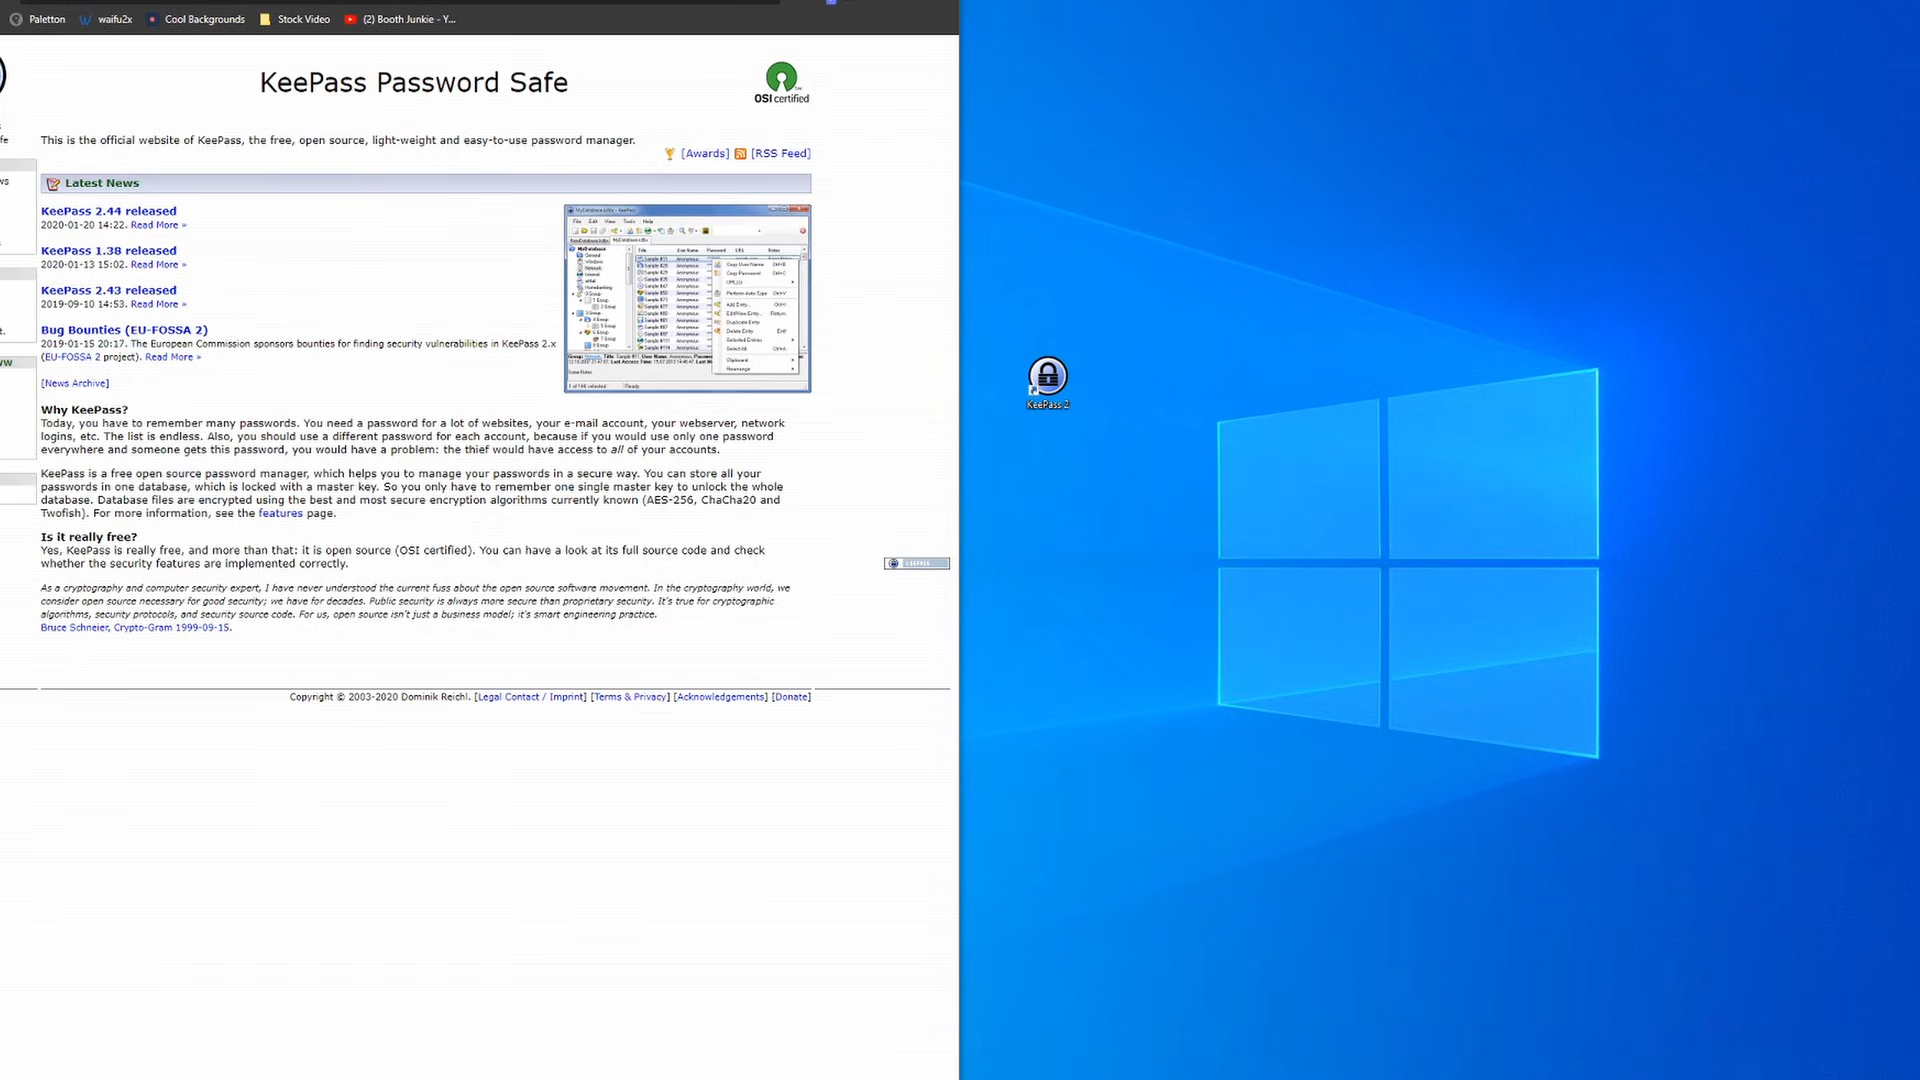 Paletton waifu2x Cool Backgrounds Stock Video (2) Booth Junkie - Y...
KeePass Password Safe
OSI certified
This is the official website of KeePass, the free, open source, light-weight and easy-to-use password manager.
[Awards] [RSS Feed]
Latest News
KeePass 2.44 released
2020-01-20 14:22. Read More »
KeePass 1.38 released
2020-01-13 15:02. Read More »
KeePass 2.43 released
2019-09-10 14:53. Read More »
Bug Bounties (EU-FOSSA 2)
2019-01-15 20:17. The European Commission sponsors bounties for finding security vulnerabilities in KeePass 2.x
(EU-FOSSA 2 project). Read More »
[News Archive]
Why KeePass?
Today, you have to remember many passwords. You need a password for a lot of websites, your e-mail account, your webserver, network
logins, etc. The list is endless. Also, you should use a different password for each account, because if you would use only one password
everywhere and someone gets this password, you would have a problem: the thief would have access to all of your accounts.
KeePass is a free open source password manager, which helps you to manage your passwords in a secure way. You can store all your
passwords in one database, which is locked with a master key. So you only have to remember one single master key to unlock the whole
database. Database files are encrypted using the best and most secure encryption algorithms currently known (AES-256, ChaCha20 and
Twofish). For more information, see the features page.
Is it really free?
Yes, KeePass is really free, and more than that: it is open source (OSI certified). You can have a look at its full source code and check
whether the security features are implemented correctly.
As a cryptography and computer security expert, I have never understood the current fuss about the open source software movement. In the cryptography world, we
consider open source necessary for good security; we have for decades. Public security is always more secure than proprietary security. It's true for cryptographic
algorithms, security protocols, and security source code. For us, open source isn't just a business model; it's smart engineering practice.
Bruce Schneier, Crypto-Gram 1999-09-15.
Copyright © 2003-2020 Dominik Reichl. [Legal Contact / Imprint] [Terms & Privacy] [Acknowledgements] [Donate]
KEEPASS
KeePass 2